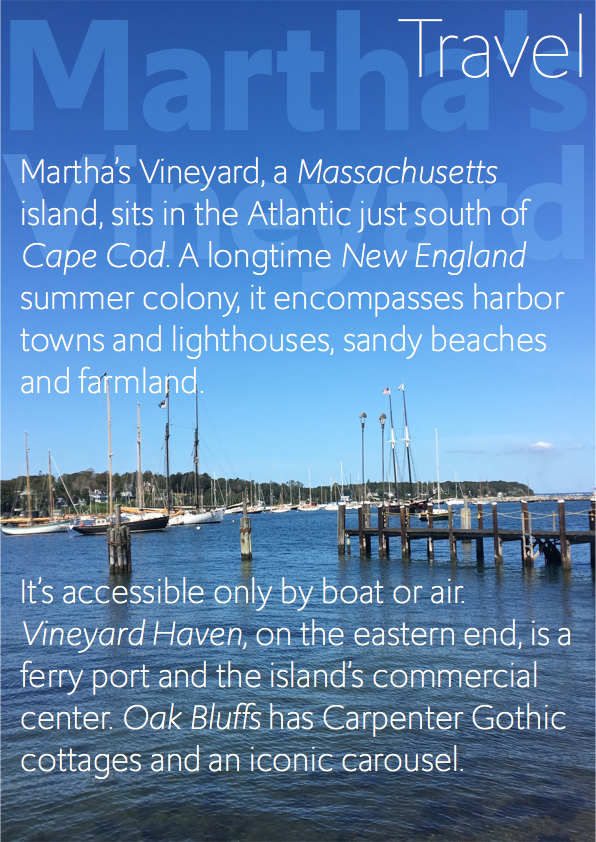 Travel
Martha's
Vineyard
Martha's Vineyard, a Massachusetts
island, sits in the Atlantic just south of
Cape Cod. A longtime New England
summer colony, it encompasses harbor
towns and lighthouses, sandy beaches
and farmland.
It's accessible only by boat or air.
Vineyard Haven, on the eastern end, is a
ferry port and the island's commercial
center. Oak Bluffs has Carpenter Gothic
cottages and an iconic carousel.